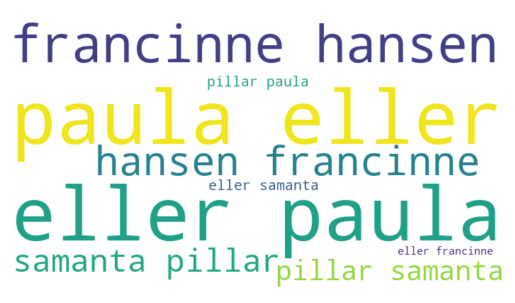 francinne hansen
pillar paula
paula eller
hansen francinne
eller samanta
eller paula
eller francinne
samanta pillar
pillar samanta